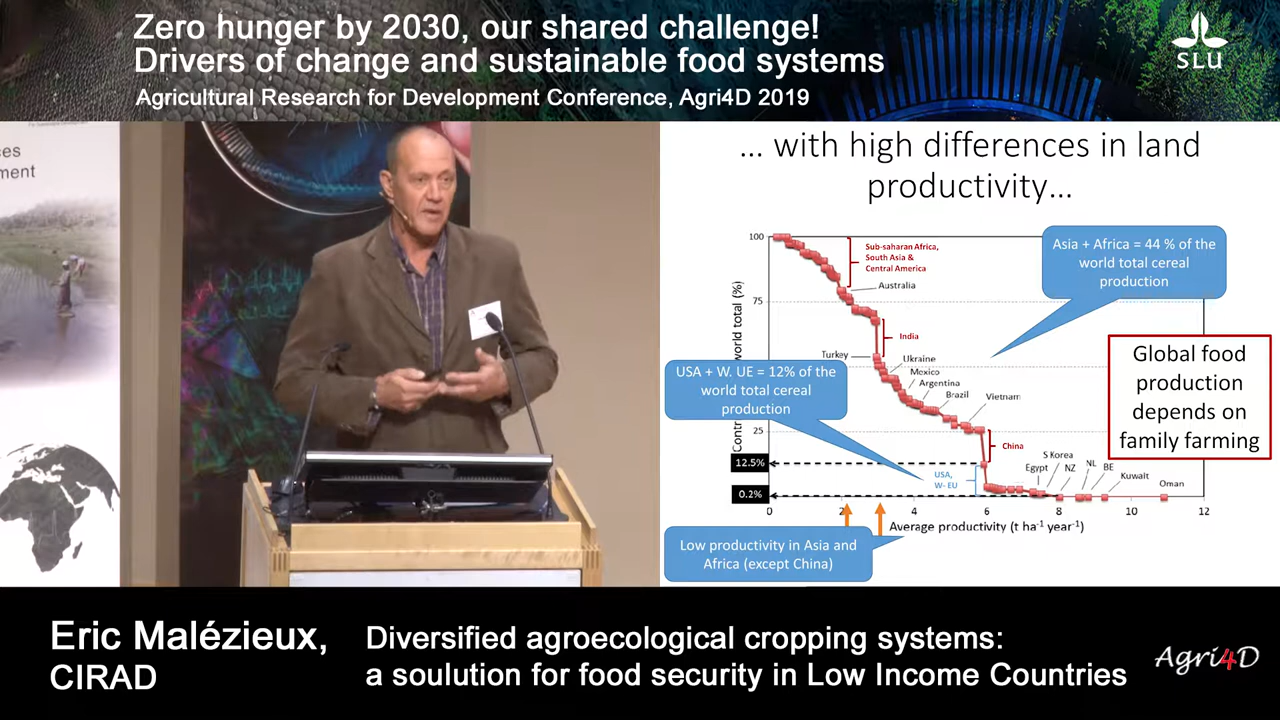 Zero hunger by 2030, our shared challenge!
Drivers of change and sustainable food systems
Agricultural Research for Development Conference, Agri4D 2019
SLU
ces
ment
... with high differences in land
productivity...
100
75
25
12.5%
0.2%
world total (%)
Contr
Sub-saharan Africa,
South Asia &
Central America
Australia
India
Turkey
Ukraine
Mexico
Argentina
Brazil
Vietnam
China
USA,
W- EU
S Korea
Egypt
NZ
NL
BE
Kuwait
Oman
Asia + Africa = 44 % of the
world total cereal
production
USA + W. UE = 12% of the
world total cereal
production
Global food
production
depends on
family farming
0
2
4
6
8
10
12
Average productivity (t ha-1 year-1)
Low productivity in Asia and
Africa (except China)
Eric Malézieux,
CIRAD
Diversified agroecological cropping systems:
a soulution for food security in Low Income Countries
Agri4D